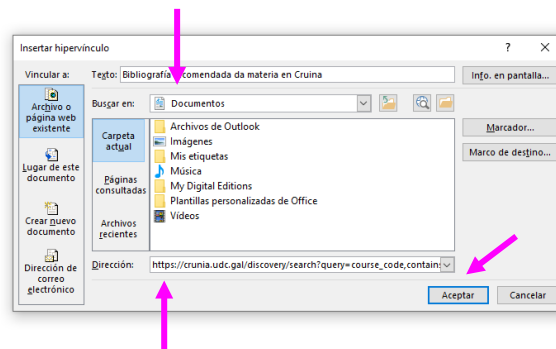 Insertar hipervínculo
? X
Vincular a:
Texto: Bibliografía comendada da materia en Cruina
Info. en pantalla...
Archivo o
página web
existente
Buscar en: Documentos
Carpeta
actual
Archivos de Outlook
Imágenes
Mis etiquetas
Música
My Digital Editions
Plantillas personalizadas de Office
Vídeos
Marcador...
Marco de destino...
Lugar de este
documento
Páginas
consultadas
Crear nuevo
documento
Archivos
recientes
Dirección de
correo
electrónico
Dirección: https://crunia.udc.gal/discovery/search?query=course_code,contains
Aceptar
Cancelar